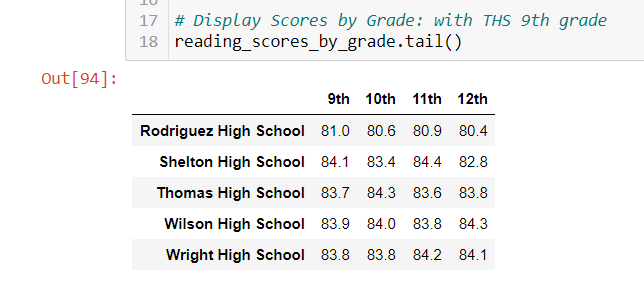 16
17 # Display Scores by Grade: with THS 9th grade
18 reading_scores_by_grade.tail()
Out[94]:
9th 10th 11th 12th
Rodriguez High School 81.0 80.6 80.9 80.4
Shelton High School 84.1 83.4 84.4 82.8
Thomas High School 83.7 84.3 83.6 83.8
Wilson High School 83.9 84.0 83.8 84.3
Wright High School 83.8 83.8 84.2 84.1